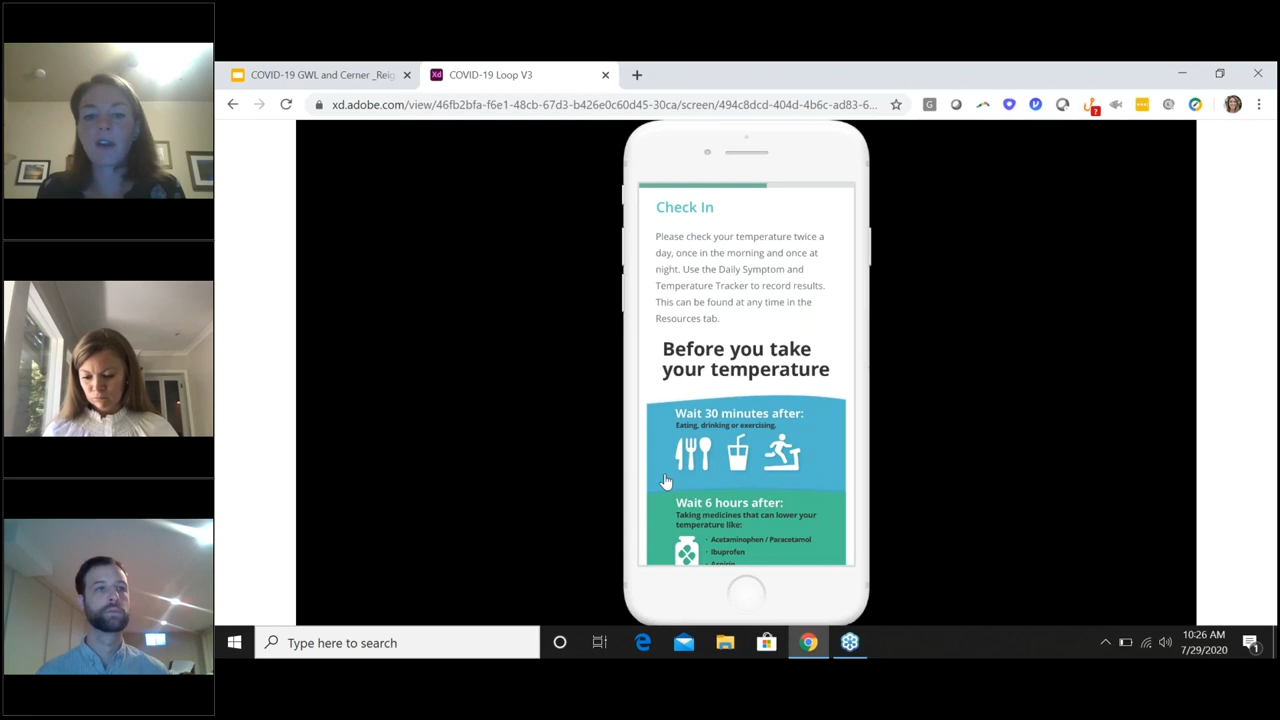 COVID-19 GWL and Cerner _Reig
Xd
COVID-19 Loop V3
xd.adobe.com/view/46fb2bfa-f6e1-48cb-67d3-b426e0c60d45-30ca/screen/494c8dcd-404d-4b6c-ad83-6...
Check In
Please check your temperature twice a
day, once in the morning and once at
night. Use the Daily Symptom and
Temperature Tracker to record results.
This can be found at any time in the
Resources tab.
Before you take
your temperature
Wait 30 minutes after:
Eating, drinking or exercising.
Wait 6 hours after:
Taking medicines that can lower your
temperature like:
· Acetaminophen / Paracetamol
· Ibuprofen
· Aspirin
Type here to search
10:26 AM
7/29/2020
1